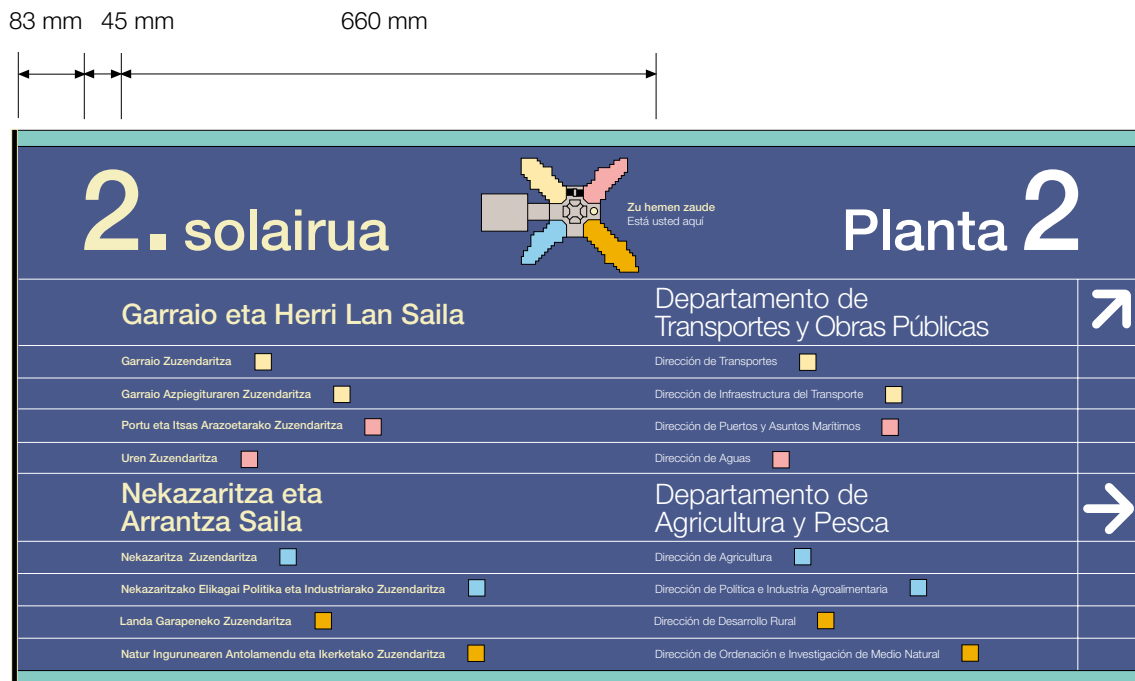 83 mm 45 mm 660 mm
2. solairua
Zu hemen zaude
Está usted aquí
Planta 2
Garraio eta Herri Lan Saila
Departamento de
Transportes y Obras Públicas
Garraio Zuzendaritza
Dirección de Transportes
Garraio Azpiegituraren Zuzendaritza
Dirección de Infraestructura del Transporte
Portu eta Itsas Arazoetarako Zuzendaritza
Dirección de Puertos y Asuntos Marítimos
Uren Zuzendaritza
Dirección de Aguas
Nekazaritza eta
Arrantza Saila
Departamento de
Agricultura y Pesca
Nekazaritza Zuzendaritza
Dirección de Agricultura
Nekazaritzako Elikagai Politika eta Industriarako Zuzendaritza
Dirección de Política e Industria Agroalimentaria
Landa Garapeneko Zuzendaritza
Dirección de Desarrollo Rural
Natur Ingurunearen Antolamendu eta Ikerketako Zuzendaritza
Dirección de Ordenación e Investigación de Medio Natural